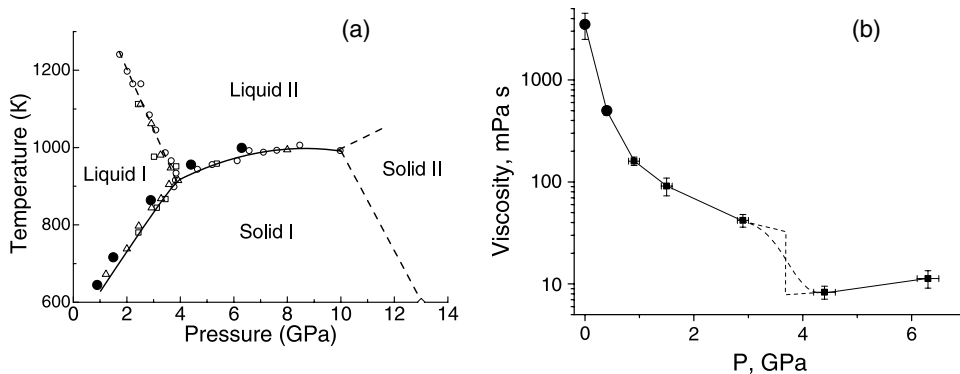 (a)
1200
1000
800
600
Temperature (K)
Liquid II
Liquid I
Solid II
Solid I
0 2 4 6 8 10 12 14
Pressure (GPa)
(b)
1000
100
10
Viscosity, mPa s
0 2 4 6
P, GPa